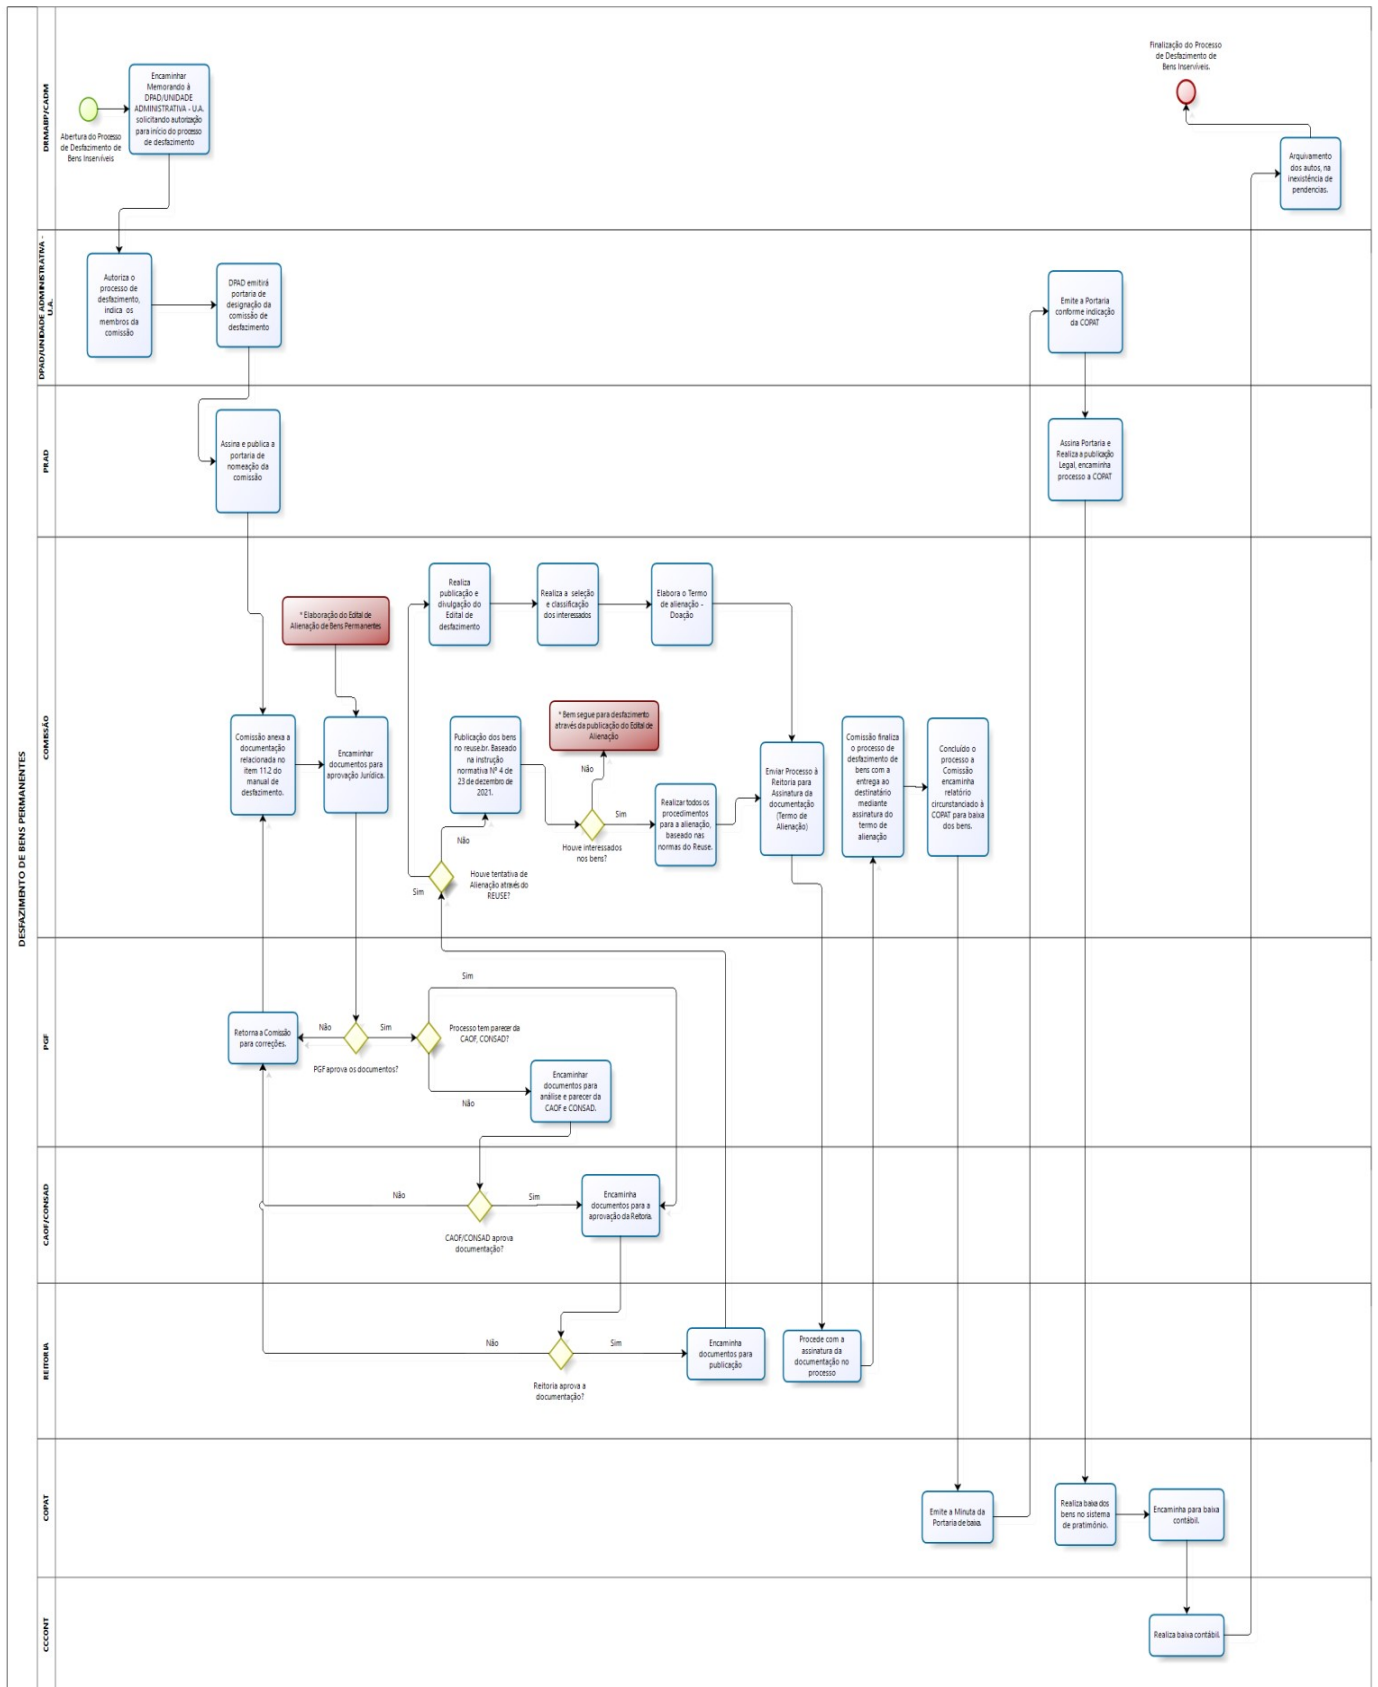 DESFAZIMENTO DE BENS PERMANENTES
DRMABP/CADM
Abertura do Processo
de Desfazimento de
Bens Inserviveis
Encaminhar
Memorando à
DPAD/UNIDADE
ADMINISTRATIVA - U.A.
solicitando autorização
para início do processo
de desfazimento
Finalização do Processo
de Desfazimento de
Bens Inserviveis.
Arquivamento
dos autos, na
inexistência de
pendencias.
DPAD/UNIDADE ADMINISTRATIVA -
U.A.
Autoriza o
processo de
desfazimento,
indica os
membros da
comissão
DPAD emitirá
portaria de
designação da
comissão de
desfazimento
Emite a Portaria
conforme indicação
da COPAT
PRAD
Assina e publica a
portaria de
nomeação da
comissão
Assina Portaria e
Realiza a publicação
Legal, encaminha
processo a COPAT
COMISSÃO
* Elaboração do Edital de
Alienação de Bens Permanentes
Realiza
publicação e
divulgação do
Edital de
desfazimento
Realiza a seleção
e classificação
dos interessados
Elabora o Termo
de alienação -
Doação
Comissão anexa a
documentação
relacionada no
item 11.2 do
manual de
desfazimento.
Encaminhar
documentos para
aprovação Jurídica.
Publicação dos bens
no reuse.br. Baseado
na instrução
normativa Nº 4 de
23 de dezembro de
2021.
* Bem segue para desfazimento
através da publicação do Edital de
Alienação
Não
Sim
Houve interessados
nos bens?
Realizar todos os
procedimentos
para a alienação,
baseado nas
normas do Reuse.
Enviar Processo à
Reitoria para
Assinatura da
documentação
(Termo de
Alienação)
Comissão finaliza
o processo de
desfazimento de
bens com a
entrega ao
destinatário
mediante
assinatura do
termo de
alienação
Concluído o
processo a
Comissão
encaminha
relatório
circunstanciado à
COPAT para baixa
dos bens.
Não
Sim
Houve tentativa de
Alienação através do
REUSE?
PGF
Retorna a Comissão
para correções.
Não
Sim
PGF aprova os documentos?
Sim
Processo tem parecer da
CAOF, CONSAD?
Não
Encaminhar
documentos para
análise e parecer da
CAOF e CONSAD.
CAOF/CONSAD
Não
Sim
CAOF/CONSAD aprova
documentação?
Encaminha
documentos para a
aprovação da Reitoria.
REITORIA
Não
Sim
Reitoria aprova a
documentação?
Encaminha
documentos para
publicação
Procede com a
assinatura da
documentação no
processo
COPAT
Emite a Minuta da
Portaria de baixa.
Realiza baixa dos
bens no sistema
de pratimônio.
Encaminha para baixa
contábil.
CCCONT
Realiza baixa contábil.